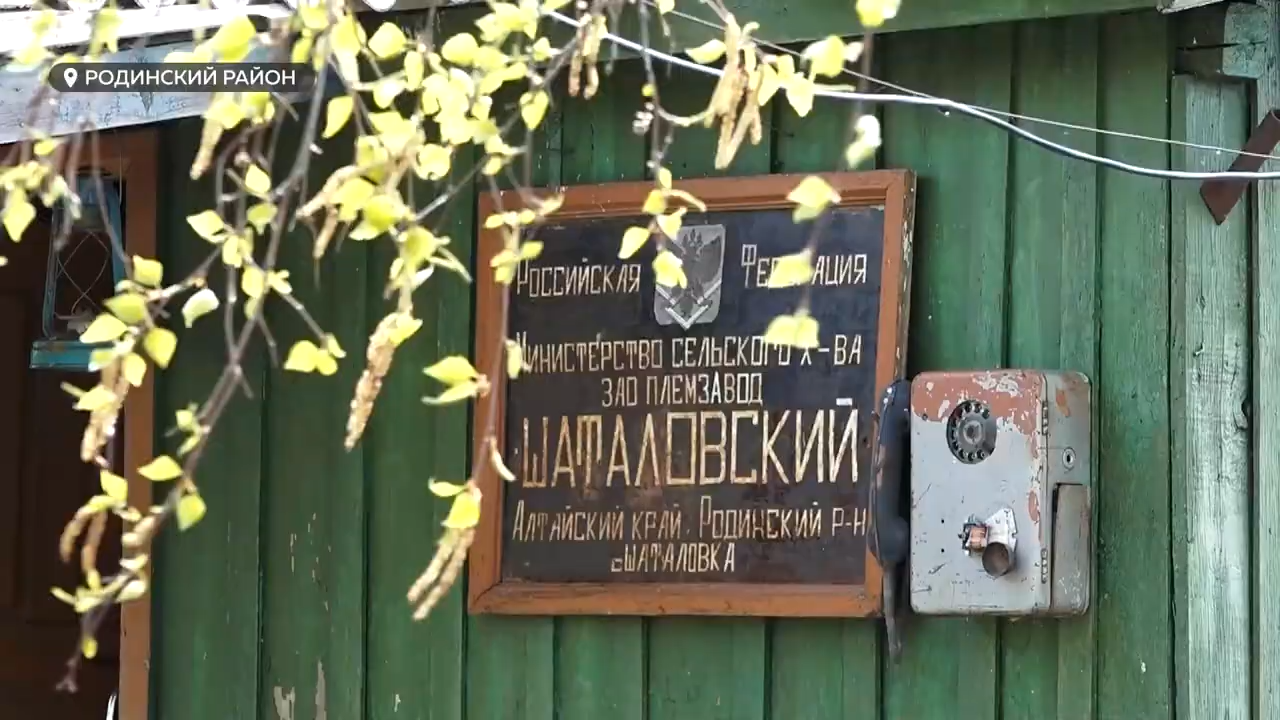 РОДИНСКИЙ РАЙОН
Российская Федерация
Министерство сельского х-ва
ЗАО ПЛЕМЗАВОД
ШАТАЛОВСКИЙ
Алтайский край. Родинский р-н
с ШАТАЛОВКА